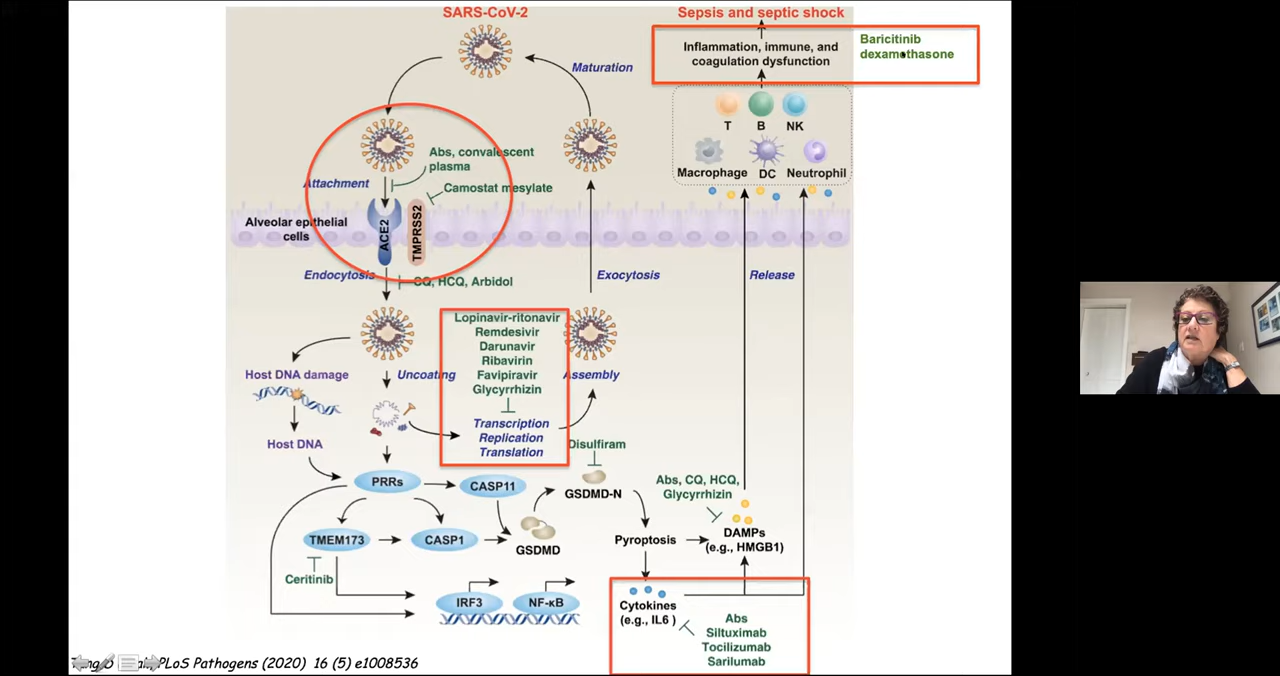 SARS-CoV-2
Sepsis and septic shock
Inflammation, immune, and
coagulation dysfunction
Baricitinib
dexamethasone
Maturation
T
B
NK
Macrophage
DC
Neutrophil
Abs, convalescent
plasma
Attachment
Camostat mesylate
Alveolar epithelial
cells
ACE2
TMPRSS2
Endocytosis
CQ, HCQ, Arbidol
Exocytosis
Release
Lopinavir-ritonavir
Remdesivir
Darunavir
Ribavirin
Favipiravir
Glycyrrhizin
Host DNA damage
Uncoating
Assembly
Transcription
Replication
Translation
Host DNA
Disulfiram
PRRs
CASP11
GSDMD-N
Abs, CQ, HCQ,
Glycyrrhizin
TMEM173
CASP1
GSDMD
Pyroptosis
DAMPs
(e.g., HMGB1)
Ceritinib
IRF3
NF-κB
Cytokines
(e.g., IL6 )
Abs
Siltuximab
Tocilizumab
Sarilumab
PLoS Pathogens (2020) 16 (5) e1008536